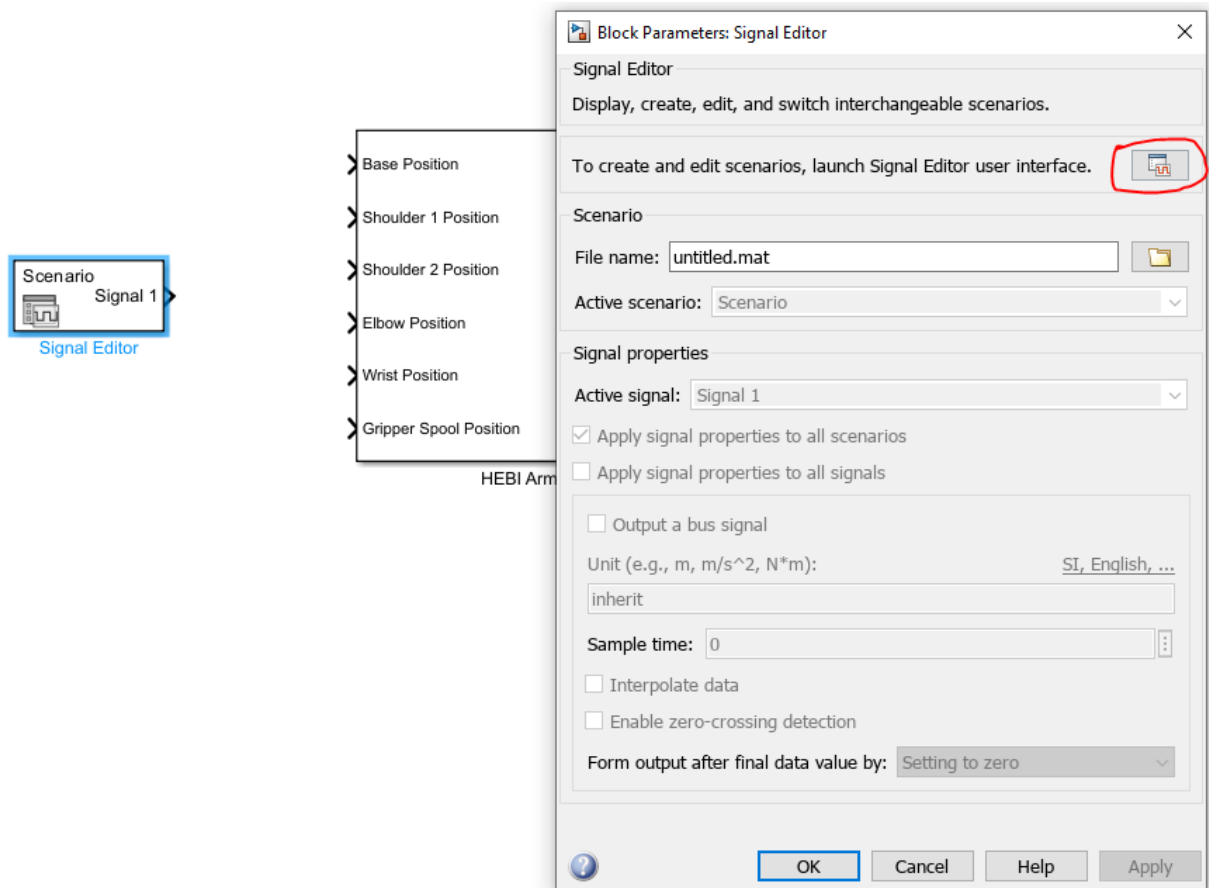 Scenario
Signal 1
Signal Editor
Base Position
Shoulder 1 Position
Shoulder 2 Position
Elbow Position
Wrist Position
Gripper Spool Position
HEBI Arm
Block Parameters: Signal Editor
Signal Editor
Display, create, edit, and switch interchangeable scenarios.
To create and edit scenarios, launch Signal Editor user interface.
Scenario
File name: untitled.mat
Active scenario: Scenario
Signal properties
Active signal: Signal 1
Apply signal properties to all scenarios
Apply signal properties to all signals
Output a bus signal
Unit (e.g., m, m/s^2, N*m): SI, English, ...
inherit
Sample time: 0
Interpolate data
Enable zero-crossing detection
Form output after final data value by: Setting to zero
OK Cancel Help Apply